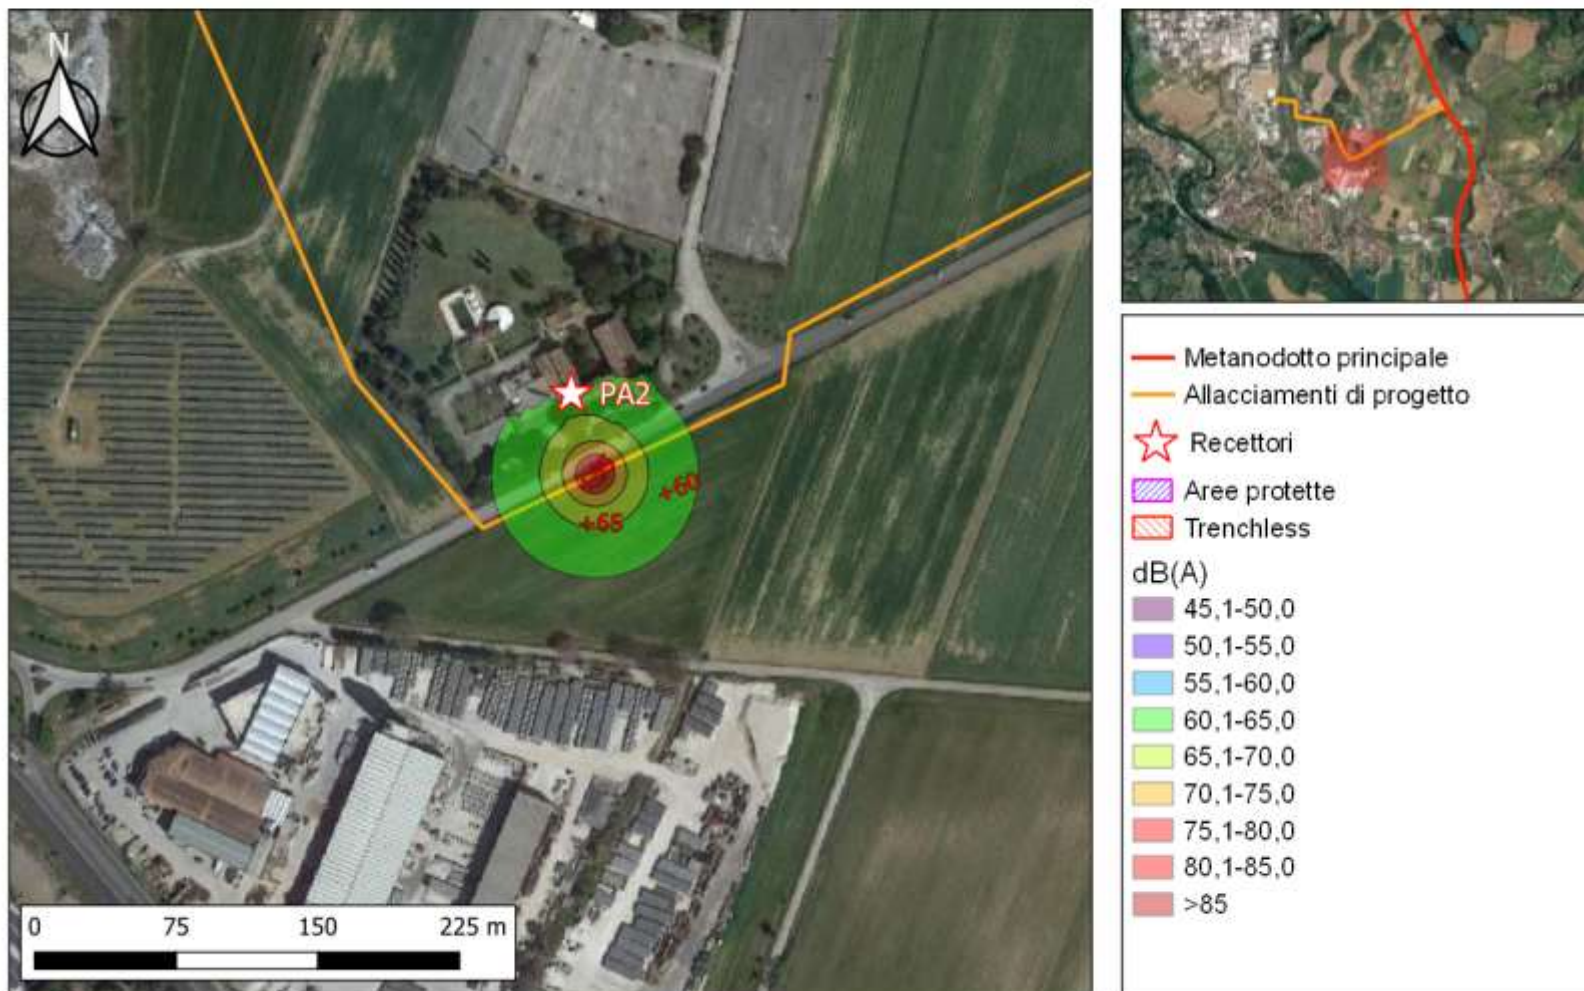 N
PA2
+60
+65
0 75 150 225 m
Metanodotto principale
Allacciamenti di progetto
Recettori
Aree protette
Trenchless
dB(A)
45,1-50,0
50,1-55,0
55,1-60,0
60,1-65,0
65,1-70,0
70,1-75,0
75,1-80,0
80,1-85,0
>85